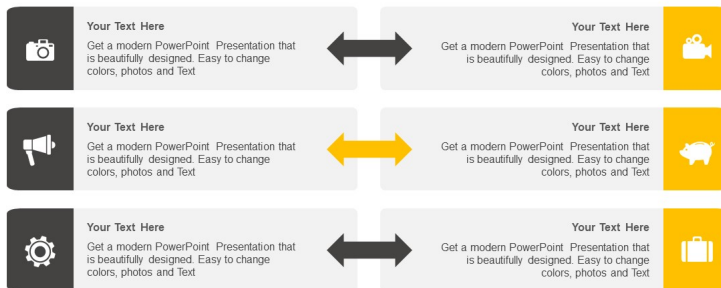 Your Text Here
Get a modern PowerPoint Presentation that
is beautifully designed. Easy to change
colors, photos and Text
Your Text Here
Get a modern PowerPoint Presentation that
is beautifully designed. Easy to change
colors, photos and Text
Your Text Here
Get a modern PowerPoint Presentation that
is beautifully designed. Easy to change
colors, photos and Text
Your Text Here
Get a modern PowerPoint Presentation that
is beautifully designed. Easy to change
colors, photos and Text
Your Text Here
Get a modern PowerPoint Presentation that
is beautifully designed. Easy to change
colors, photos and Text
Your Text Here
Get a modern PowerPoint Presentation that
is beautifully designed. Easy to change
colors, photos and Text